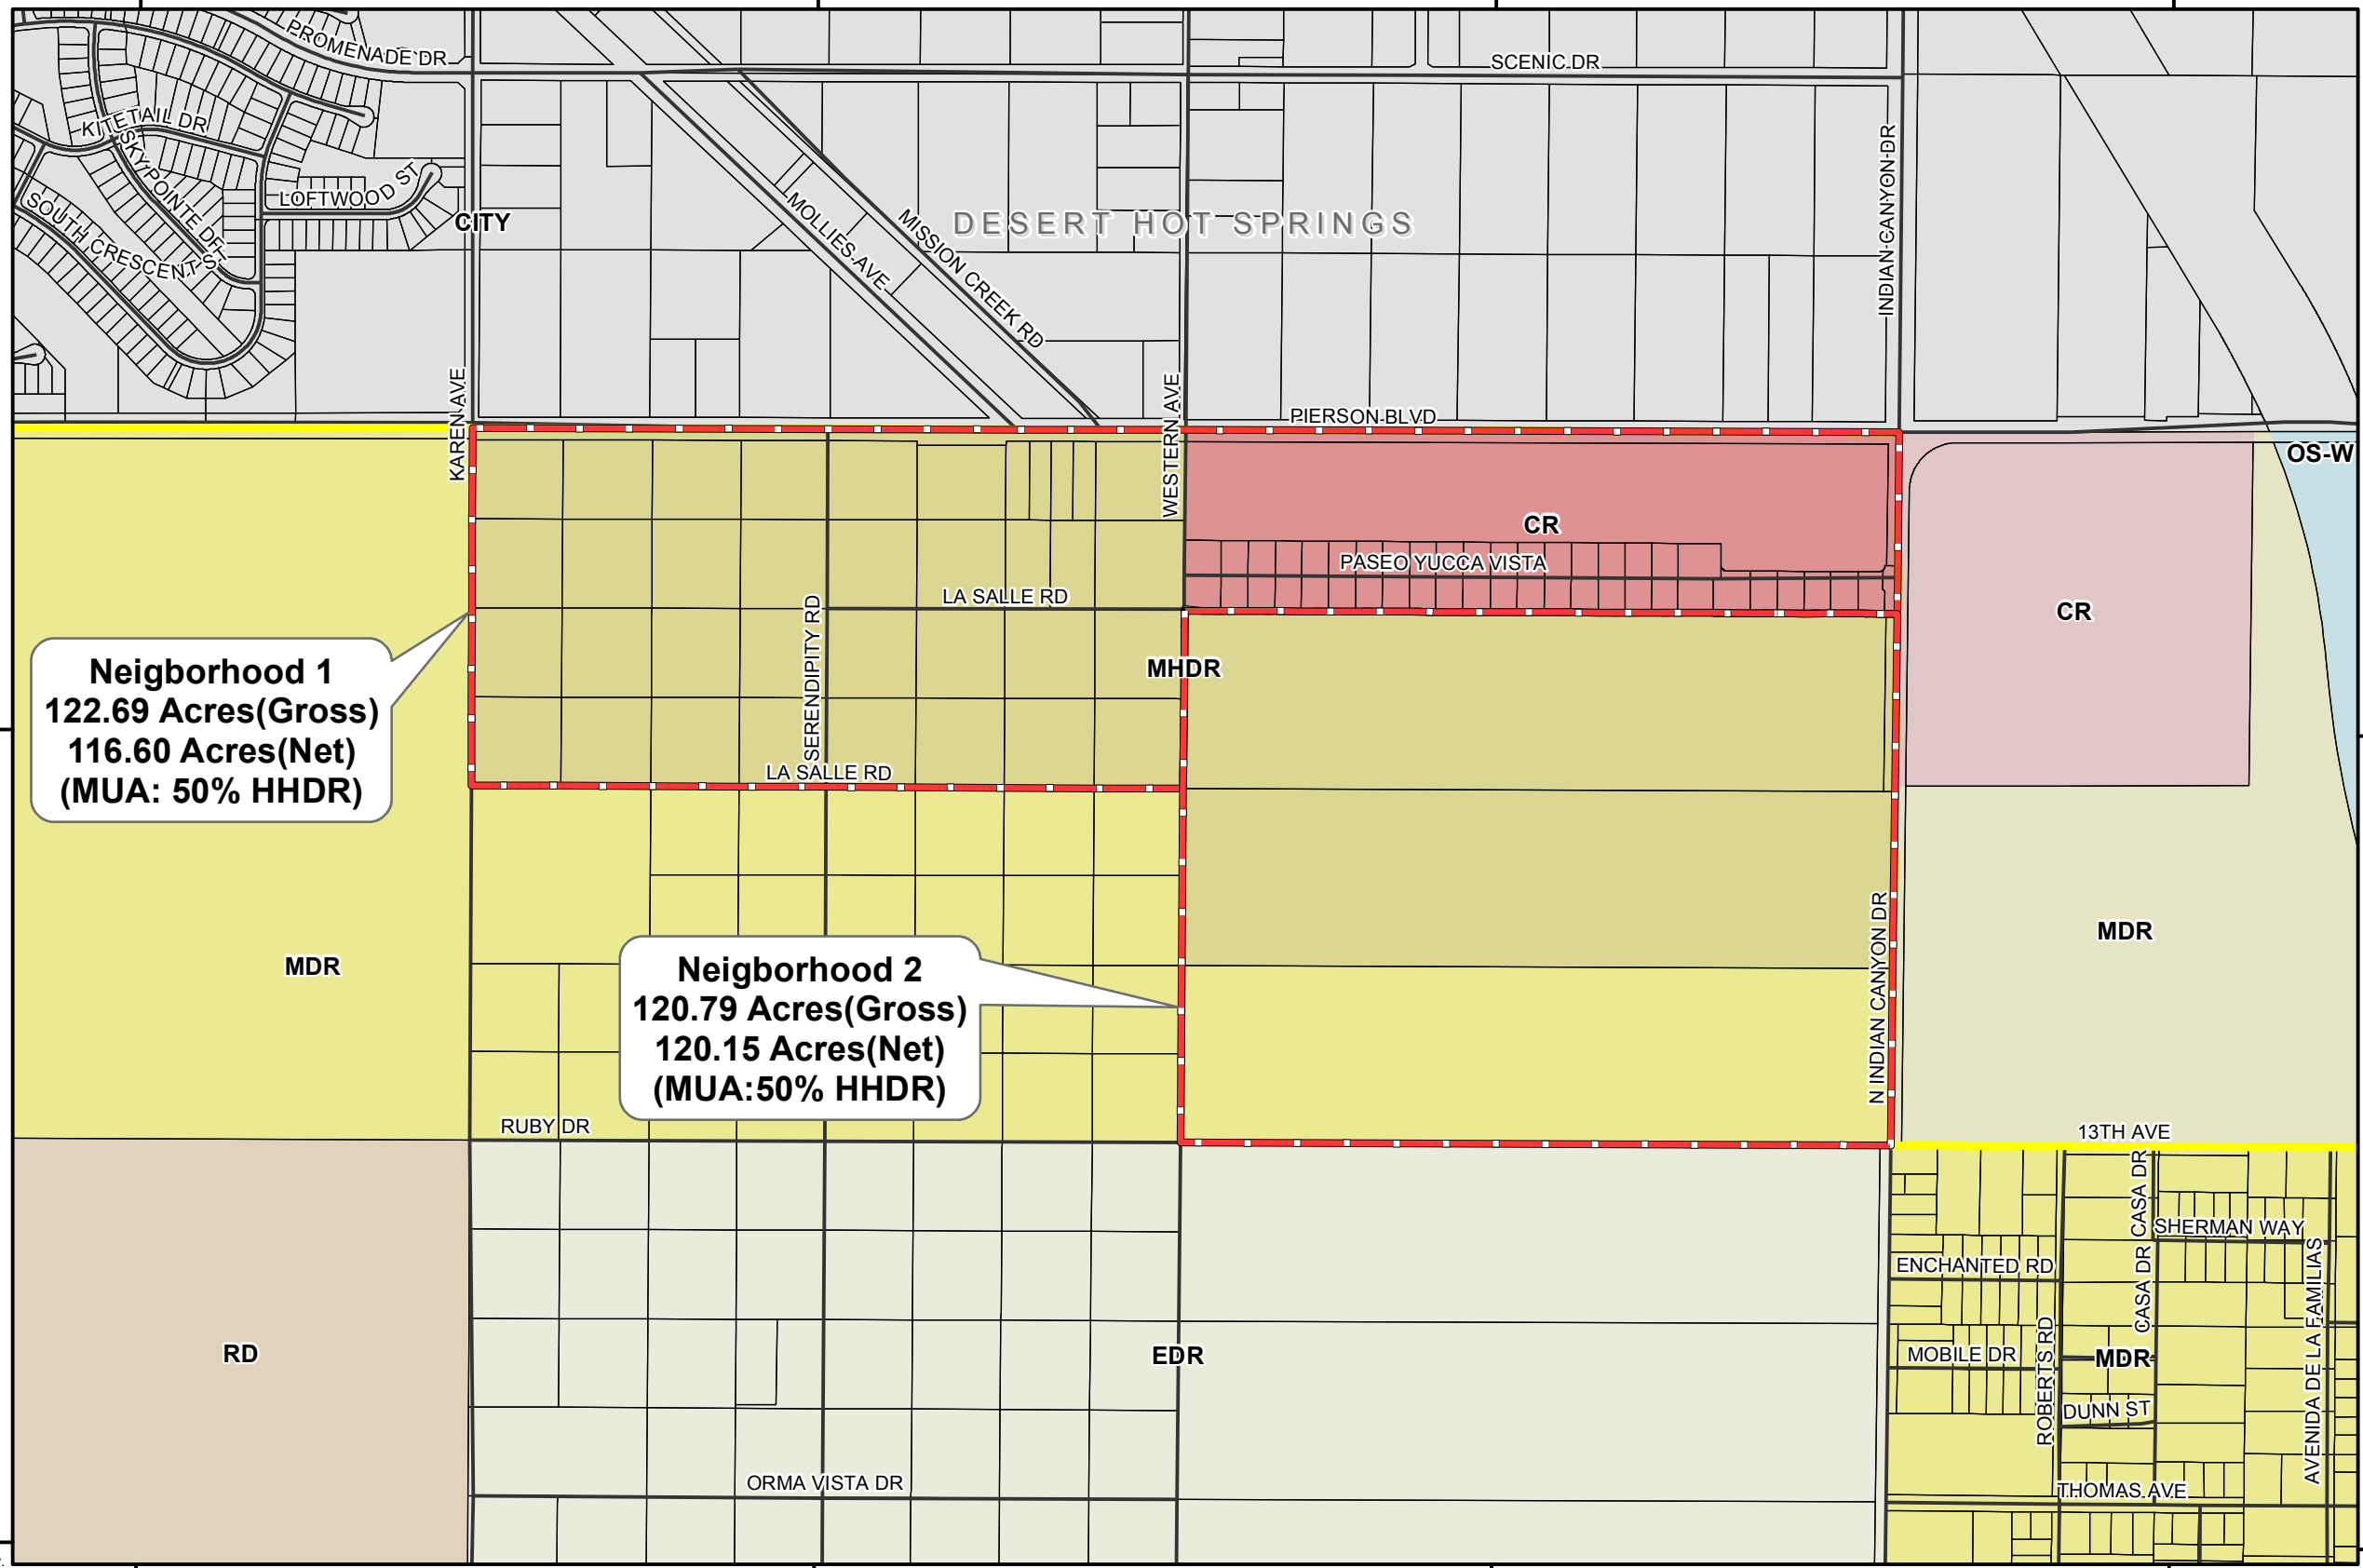 PROMENADE DR
SCENIC DR
KITETAIL DR
SKYPOINTE DR
LOFTWOOD ST
SOUTH CRESCENT ST
CITY
MOLLIES AVE
MISSION CREEK RD
DESERT HOT SPRINGS
INDIAN CANYON DR
KAREN AVE
WESTERN AVE
PIERSON BLVD
OS-W
CR
PASEO YUCCA VISTA
LA SALLE RD
SERENDIPITY RD
CR
MHDR
Neigborhood 1
122.69 Acres(Gross)
116.60 Acres(Net)
(MUA: 50% HHDR)
LA SALLE RD
MDR
Neigborhood 2
120.79 Acres(Gross)
120.15 Acres(Net)
(MUA:50% HHDR)
N INDIAN CANYON DR
MDR
RUBY DR
13TH AVE
CASA DR
SHERMAN WAY
ENCHANTED RD
CASA DR
AVENIDA DE LA FAMILIAS
RD
EDR
MOBILE DR
ROBERTS RD
MDR
DUNN ST
ORMA VISTA DR
THOMAS AVE